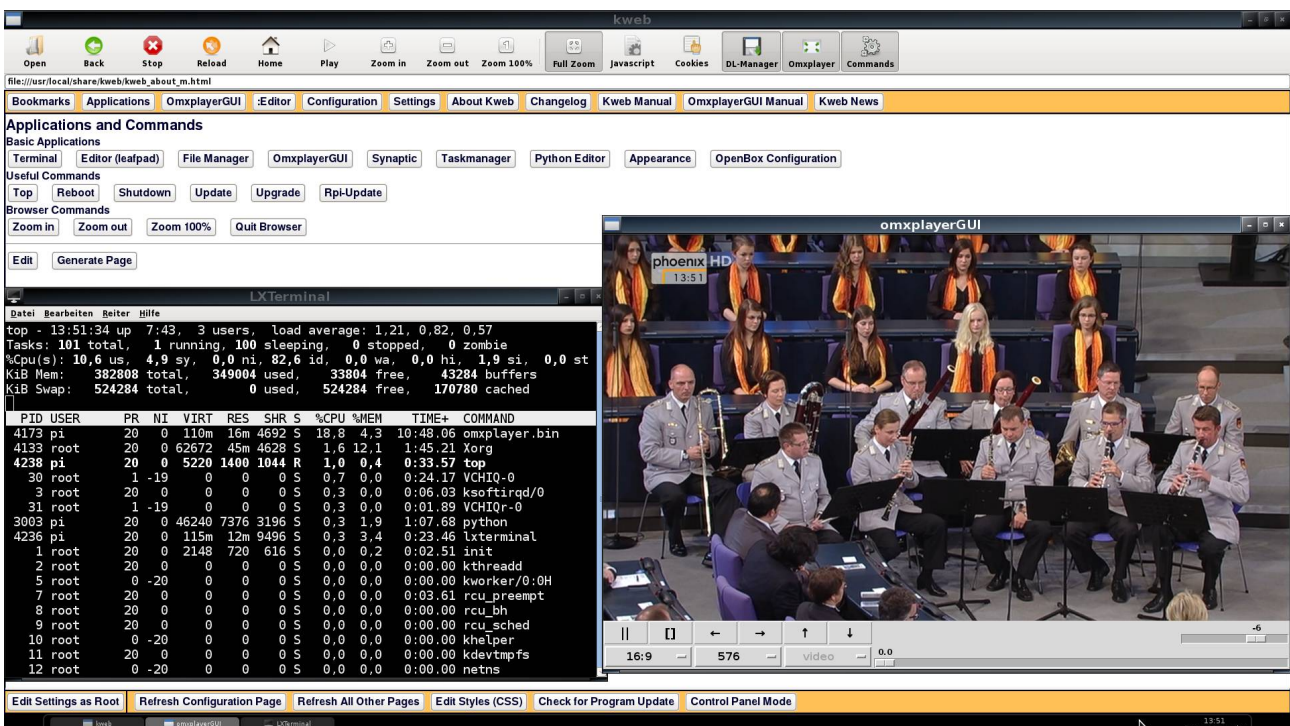 kweb
Open Back Stop Reload Home Play Zoom in Zoom out Zoom 100% Full Zoom Javascript Cookies DL-Manager Omxplayer Commands
file:///usr/local/share/kweb/kweb_about_m.html
Bookmarks Applications OmxplayerGUI :Editor Configuration Settings About Kweb Changelog Kweb Manual OmxplayerGUI Manual Kweb News
Applications and Commands
Basic Applications
Terminal Editor (leafpad) File Manager OmxplayerGUI Synaptic Taskmanager Python Editor Appearance OpenBox Configuration
Useful Commands
Top Reboot Shutdown Update Upgrade Rpi-Update
Browser Commands
Zoom in Zoom out Zoom 100% Quit Browser
Edit Generate Page
LXTerminal
Datei Bearbeiten Reiter Hilfe
top - 13:51:34 up 7:43, 3 users, load average: 1,21, 0,82, 0,57
Tasks: 101 total, 1 running, 100 sleeping, 0 stopped, 0 zombie
%Cpu(s): 10,6 us, 4,9 sy, 0,0 ni, 82,6 id, 0,0 wa, 0,0 hi, 1,9 si, 0,0 st
KiB Mem: 382808 total, 349004 used, 33804 free, 43284 buffers
KiB Swap: 524284 total, 0 used, 524284 free, 170780 cached
PID USER PR NI VIRT RES SHR S %CPU %MEM TIME+ COMMAND
4173 pi 20 0 110m 16m 4692 S 18,8 4,3 10:48.06 omxplayer.bin
4133 root 20 0 62672 45m 4628 S 1,6 12,1 1:45.21 Xorg
4238 pi 20 0 5220 1400 1044 R 1,0 0,4 0:33.57 top
30 root 1 -19 0 0 0 S 0,7 0,0 0:24.17 VCHIQ-0
3 root 20 0 0 0 0 S 0,3 0,0 0:06.03 ksoftirqd/0
31 root 1 -19 0 0 0 S 0,3 0,0 0:01.89 VCHIQr-0
3003 pi 20 0 46240 7376 3196 S 0,3 1,9 1:07.68 python
4236 pi 20 0 115m 12m 9496 S 0,3 3,4 0:23.46 lxterminal
1 root 20 0 2148 720 616 S 0,0 0,2 0:02.51 init
2 root 20 0 0 0 0 S 0,0 0,0 0:00.00 kthreadd
5 root 0 -20 0 0 0 S 0,0 0,0 0:00.00 kworker/0:0H
7 root 20 0 0 0 0 S 0,0 0,0 0:03.61 rcu_preempt
8 root 20 0 0 0 0 S 0,0 0,0 0:00.00 rcu_bh
9 root 20 0 0 0 0 S 0,0 0,0 0:00.00 rcu_sched
10 root 0 -20 0 0 0 S 0,0 0,0 0:00.00 khelper
11 root 20 0 0 0 0 S 0,0 0,0 0:00.00 kdevtmpfs
12 root 0 -20 0 0 0 S 0,0 0,0 0:00.00 netns
omxplayerGUI
phoenix HD
13:51
|| [] ← → ↑ ↓
-6
16:9 576 video 0.0
Edit Settings as Root Refresh Configuration Page Refresh All Other Pages Edit Styles (CSS) Check for Program Update Control Panel Mode
kweb omxplayerGUI LXTerminal 13:51